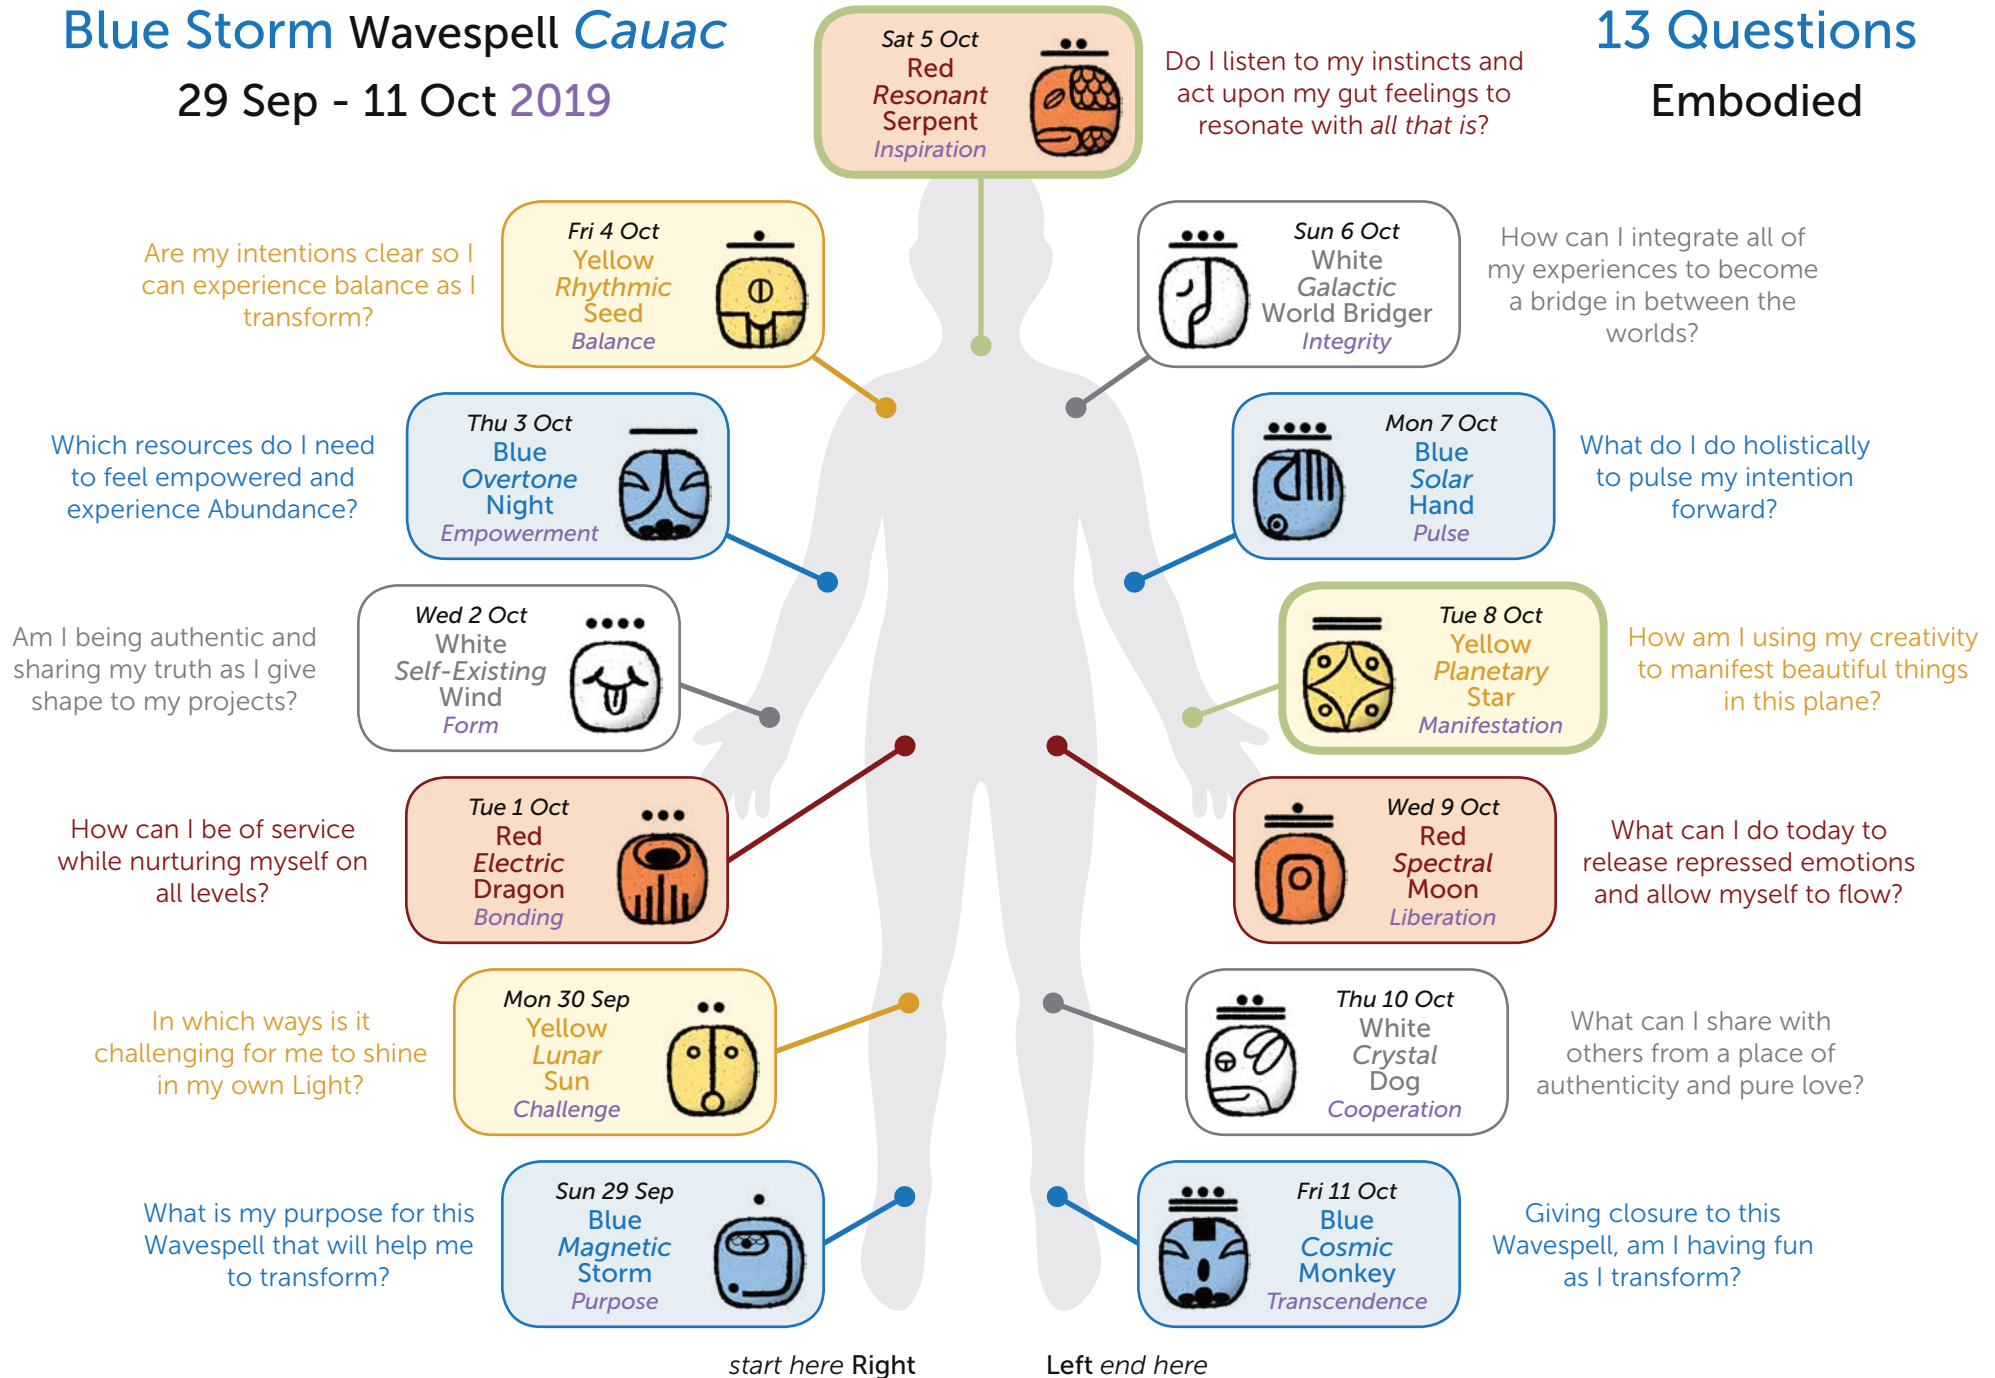 Blue Storm Wavespell Cauac
29 Sep - 11 Oct 2019
13 Questions
Embodied
Sat 5 Oct
Red
Resonant
Serpent
Inspiration
Do I listen to my instincts and
act upon my gut feelings to
resonate with all that is?
Are my intentions clear so I
can experience balance as I
transform?
Fri 4 Oct
Yellow
Rhythmic
Seed
Balance
Sun 6 Oct
White
Galactic
World Bridger
Integrity
How can I integrate all of
my experiences to become
a bridge in between the
worlds?
Which resources do I need
to feel empowered and
experience Abundance?
Thu 3 Oct
Blue
Overtone
Night
Empowerment
Mon 7 Oct
Blue
Solar
Hand
Pulse
What do I do holistically
to pulse my intention
forward?
Am I being authentic and
sharing my truth as I give
shape to my projects?
Wed 2 Oct
White
Self-Existing
Wind
Form
Tue 8 Oct
Yellow
Planetary
Star
Manifestation
How am I using my creativity
to manifest beautiful things
in this plane?
How can I be of service
while nurturing myself on
all levels?
Tue 1 Oct
Red
Electric
Dragon
Bonding
Wed 9 Oct
Red
Spectral
Moon
Liberation
What can I do today to
release repressed emotions
and allow myself to flow?
In which ways is it
challenging for me to shine
in my own Light?
Mon 30 Sep
Yellow
Lunar
Sun
Challenge
Thu 10 Oct
White
Crystal
Dog
Cooperation
What can I share with
others from a place of
authenticity and pure love?
What is my purpose for this
Wavespell that will help me
to transform?
Sun 29 Sep
Blue
Magnetic
Storm
Purpose
Fri 11 Oct
Blue
Cosmic
Monkey
Transcendence
Giving closure to this
Wavespell, am I having fun
as I transform?
start here Right
Left end here